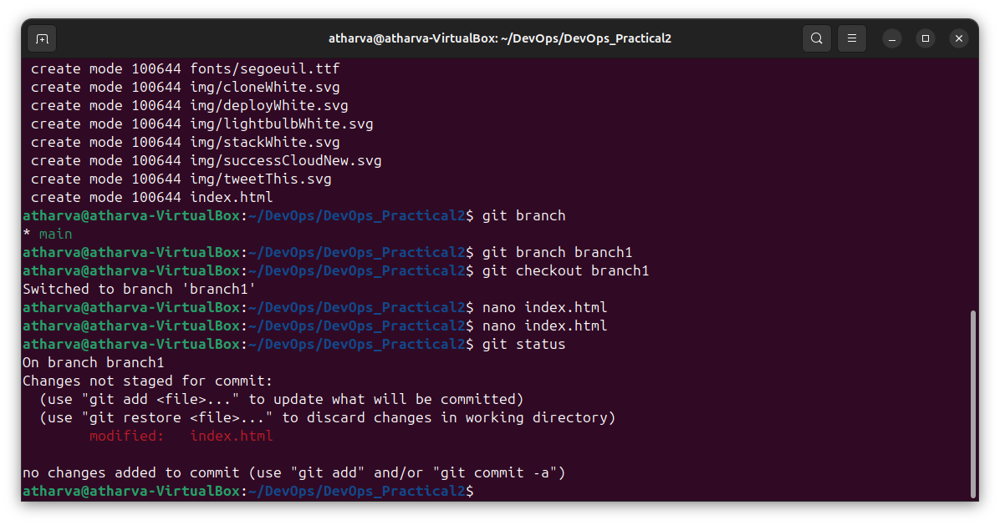 atharva@atharva-VirtualBox: ~/DevOps/DevOps_Practical2
create mode 100644 fonts/segoeuil.ttf
create mode 100644 img/cloneWhite.svg
create mode 100644 img/deployWhite.svg
create mode 100644 img/lightbulbWhite.svg
create mode 100644 img/stackWhite.svg
create mode 100644 img/successCloudNew.svg
create mode 100644 img/tweetThis.svg
create mode 100644 index.html
atharva@atharva-VirtualBox:~/DevOps/DevOps_Practical2$ git branch
* main
atharva@atharva-VirtualBox:~/DevOps/DevOps_Practical2$ git branch branch1
atharva@atharva-VirtualBox:~/DevOps/DevOps_Practical2$ git checkout branch1
Switched to branch 'branch1'
atharva@atharva-VirtualBox:~/DevOps/DevOps_Practical2$ nano index.html
atharva@atharva-VirtualBox:~/DevOps/DevOps_Practical2$ nano index.html
atharva@atharva-VirtualBox:~/DevOps/DevOps_Practical2$ git status
On branch branch1
Changes not staged for commit:
  (use "git add <file>..." to update what will be committed)
  (use "git restore <file>..." to discard changes in working directory)
        modified:   index.html
no changes added to commit (use "git add" and/or "git commit -a")
atharva@atharva-VirtualBox:~/DevOps/DevOps_Practical2$